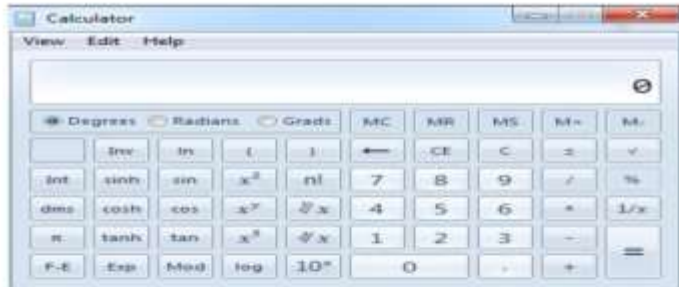 Calculator
View Edit Help
0
Degrees Radians Grads MC MR MS M+ M-
Inv ln ( ) ← CE C ± √
Int sinh sin x² n! 7 8 9 / %
dms cosh cos xʸ ʸ√x 4 5 6 * 1/x
π tanh tan x³ ³√x 1 2 3 - =
F-E Exp Mod log 10ˣ 0 . +